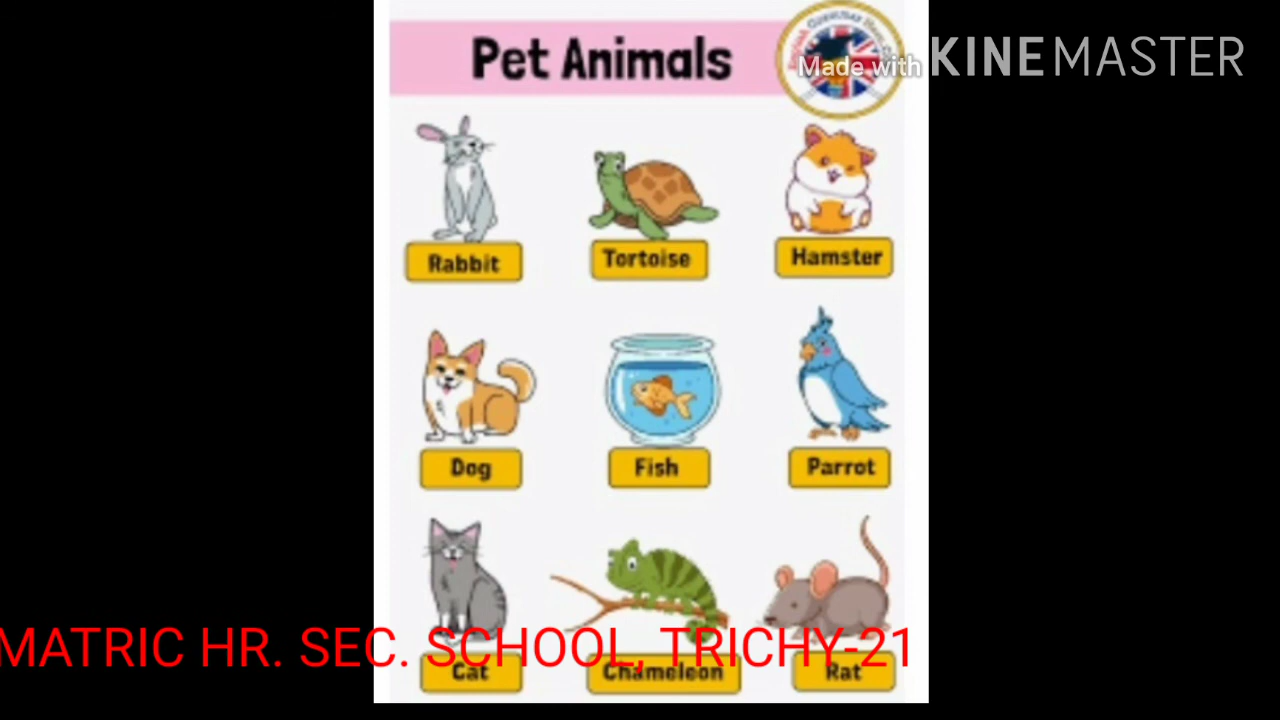 Pet Animals
Made with KINEMASTER
Rabbit
Tortoise
Hamster
Dog
Fish
Parrot
MATRIC HR. SEC. SCHOOL, TRICHY-21
Cat
Chameleon
Rat